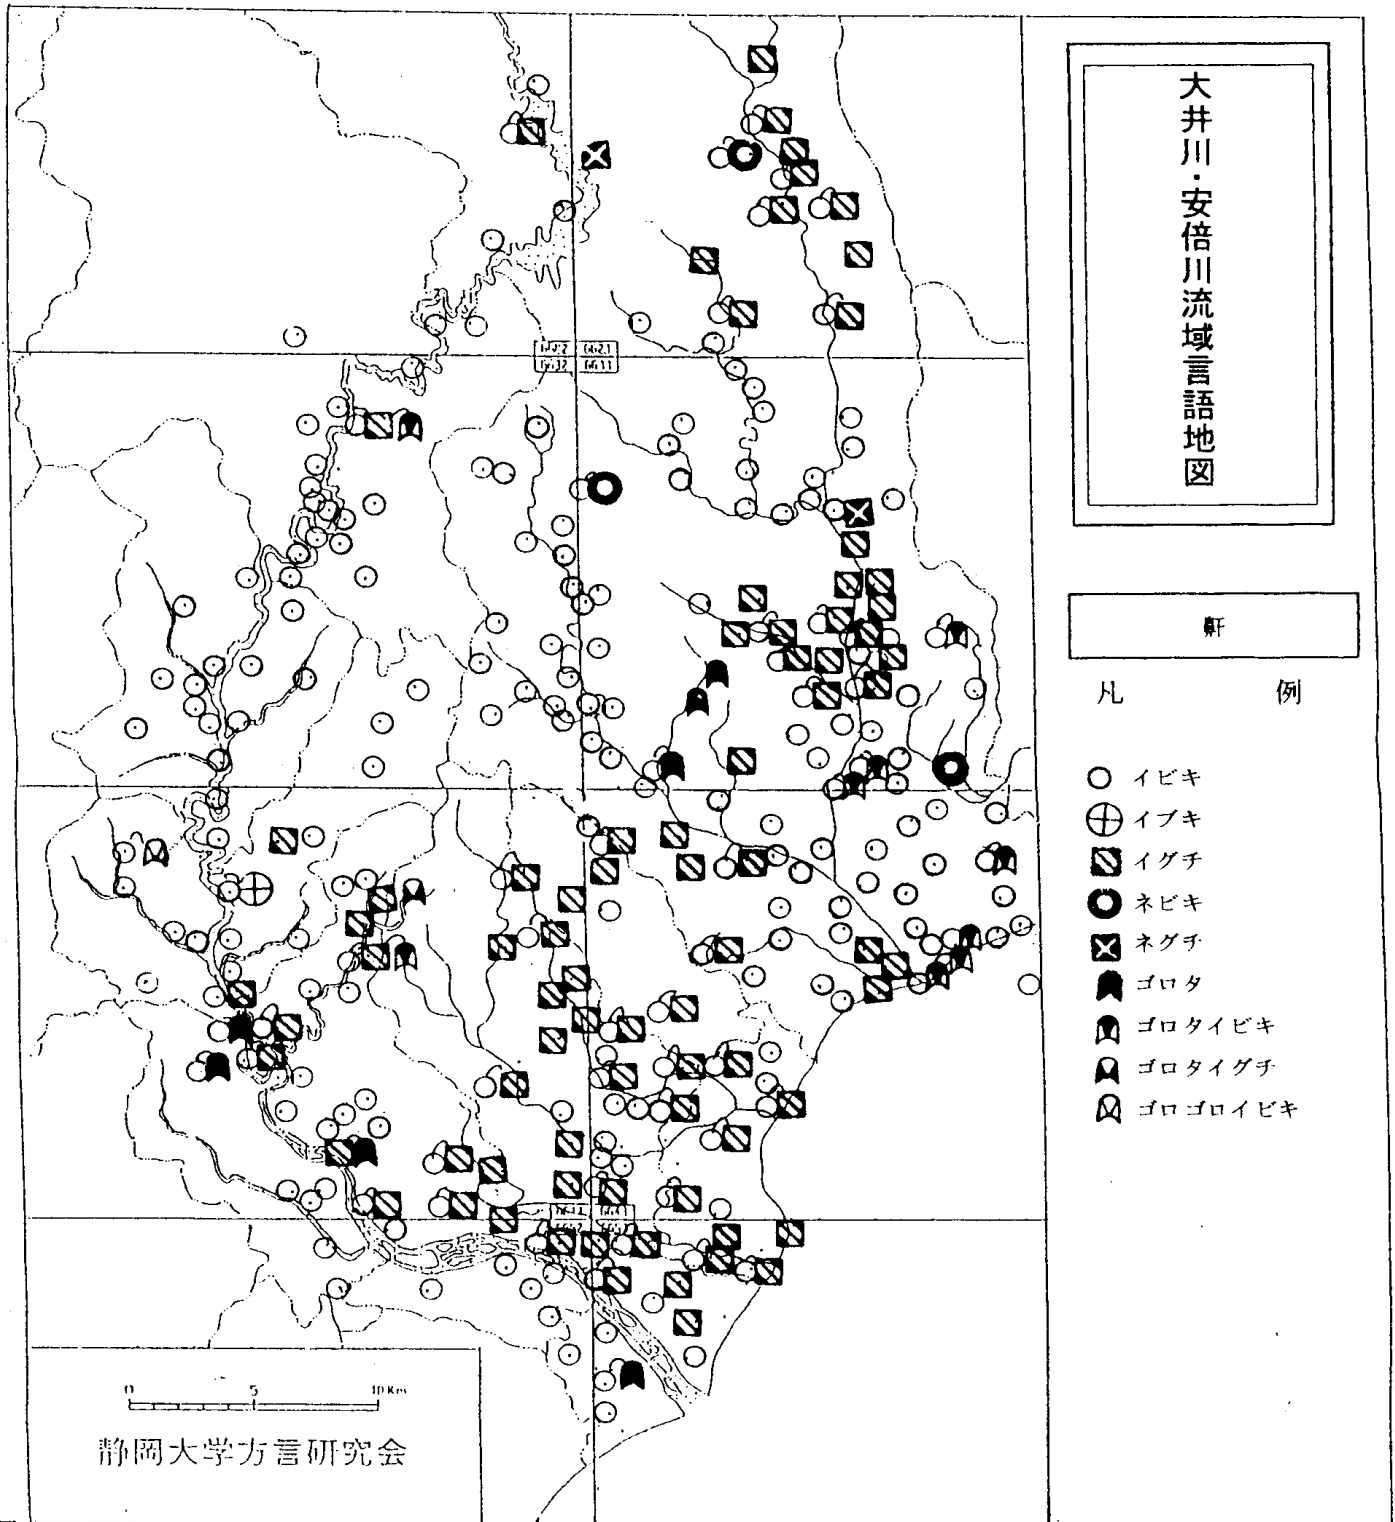 大井川・安倍川流域言語地図
鼾
凡例
イビキ
イブキ
イグチ
ネビキ
ネグチ
ゴロタ
ゴロタイビキ
ゴロタイグチ
ゴロゴロイビキ
0 5 10Km
静岡大学方言研究会